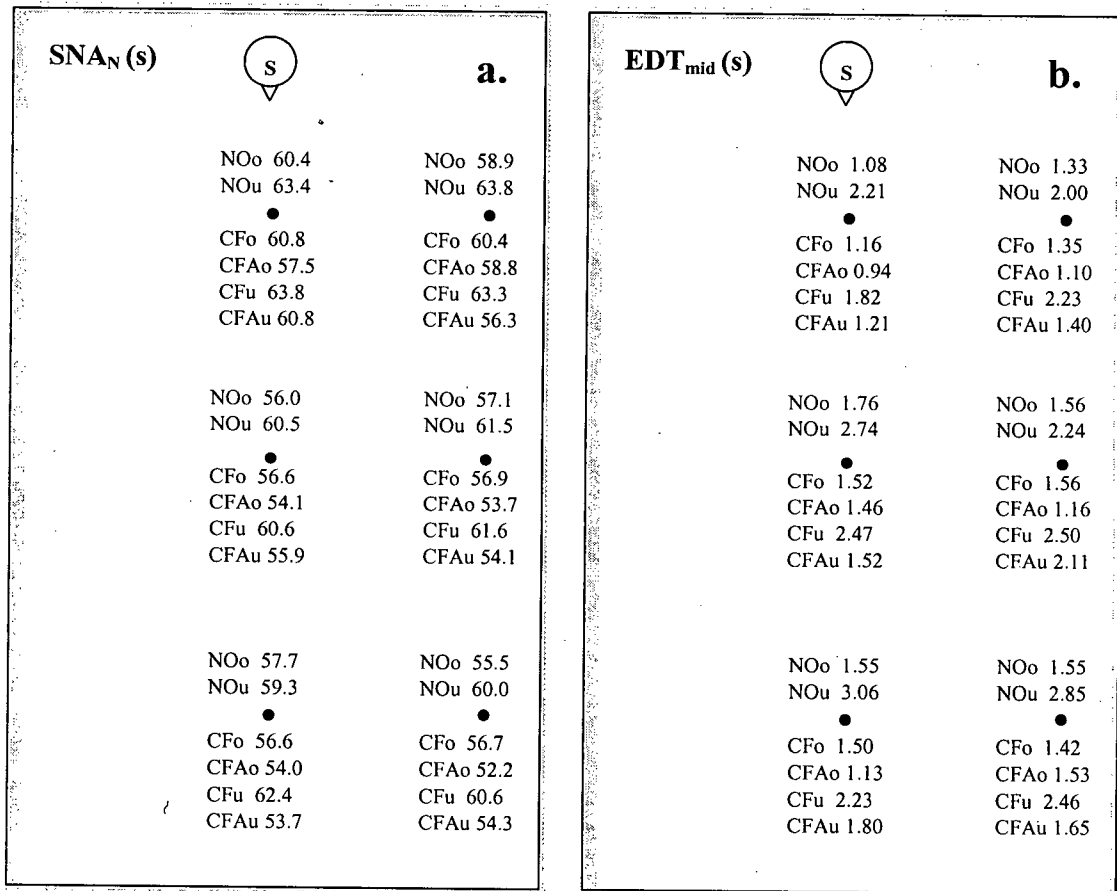 SNAN (s)
S
a.
NOo 60.4
NOu 63.4
CFo 60.8
CFAo 57.5
CFu 63.8
CFAu 60.8
NOo 58.9
NOu 63.8
CFo 60.4
CFAo 58.8
CFu 63.3
CFAu 56.3
NOo 56.0
NOu 60.5
CFo 56.6
CFAo 54.1
CFu 60.6
CFAu 55.9
NOo 57.1
NOu 61.5
CFo 56.9
CFAo 53.7
CFu 61.6
CFAu 54.1
NOo 57.7
NOu 59.3
CFo 56.6
CFAo 54.0
CFu 62.4
CFAu 53.7
NOo 55.5
NOu 60.0
CFo 56.7
CFAo 52.2
CFu 60.6
CFAu 54.3
EDTmid (s)
S
b.
NOo 1.08
NOu 2.21
CFo 1.16
CFAo 0.94
CFu 1.82
CFAu 1.21
NOo 1.33
NOu 2.00
CFo 1.35
CFAo 1.10
CFu 2.23
CFAu 1.40
NOo 1.76
NOu 2.74
CFo 1.52
CFAo 1.46
CFu 2.47
CFAu 1.52
NOo 1.56
NOu 2.24
CFo 1.56
CFAo 1.16
CFu 2.50
CFAu 2.11
NOo 1.55
NOu 3.06
CFo 1.50
CFAo 1.13
CFu 2.23
CFAu 1.80
NOo 1.55
NOu 2.85
CFo 1.42
CFAo 1.53
CFu 2.46
CFAu 1.65